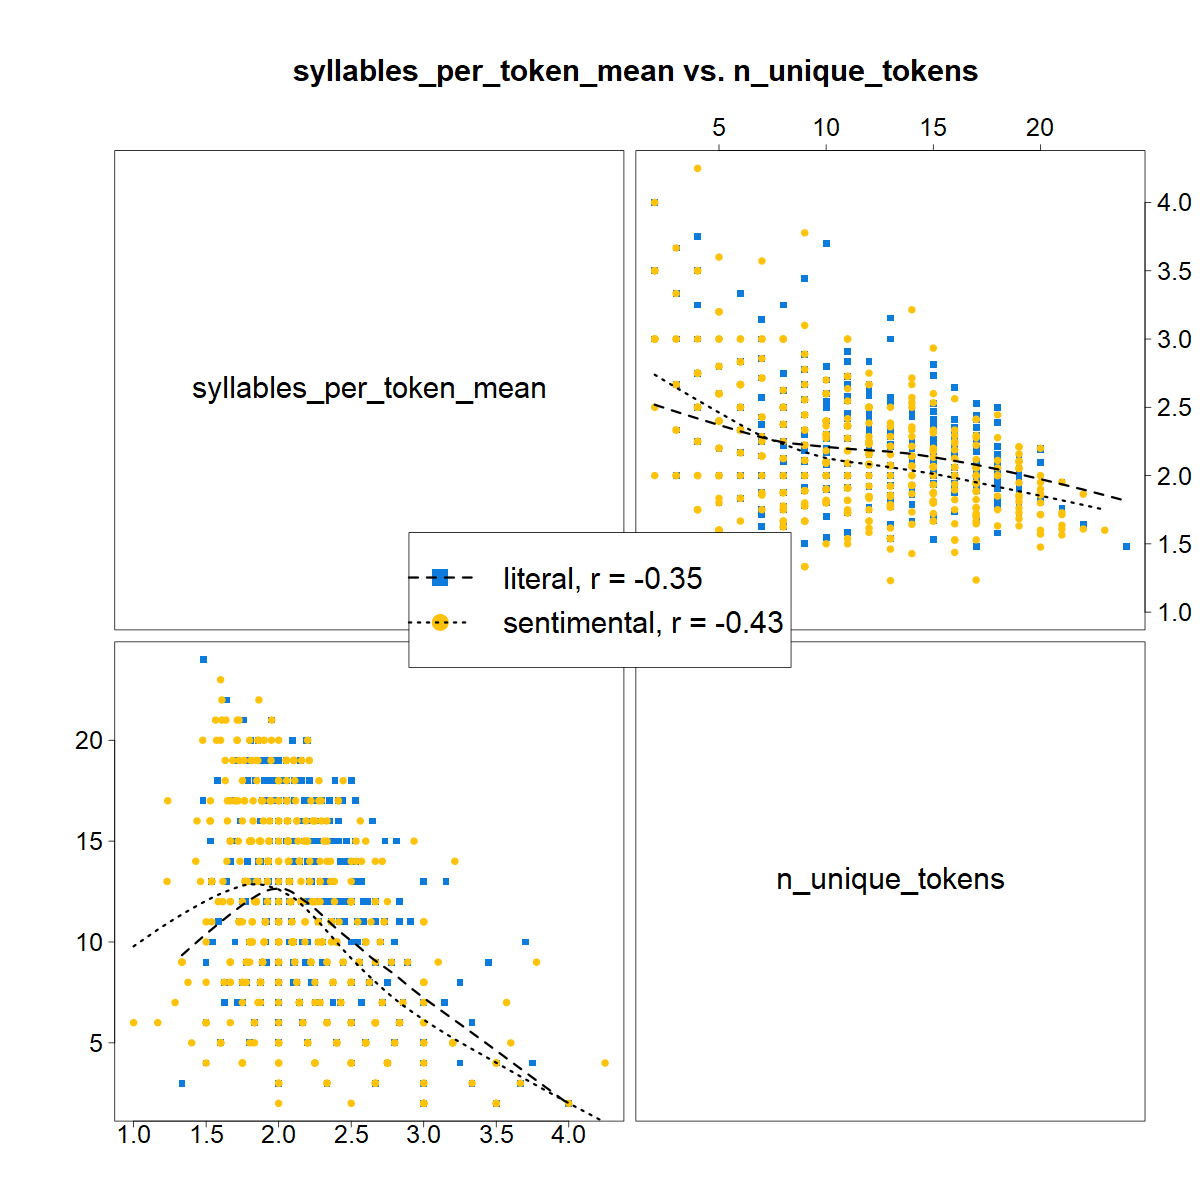 syllables_per_token_mean vs. n_unique_tokens
5 10 15 20
syllables_per_token_mean
4.0
3.5
3.0
2.5
2.0
1.5
1.0
literal, r = -0.35
sentimental, r = -0.43
20
15
10
5
n_unique_tokens
1.0 1.5 2.0 2.5 3.0 3.5 4.0